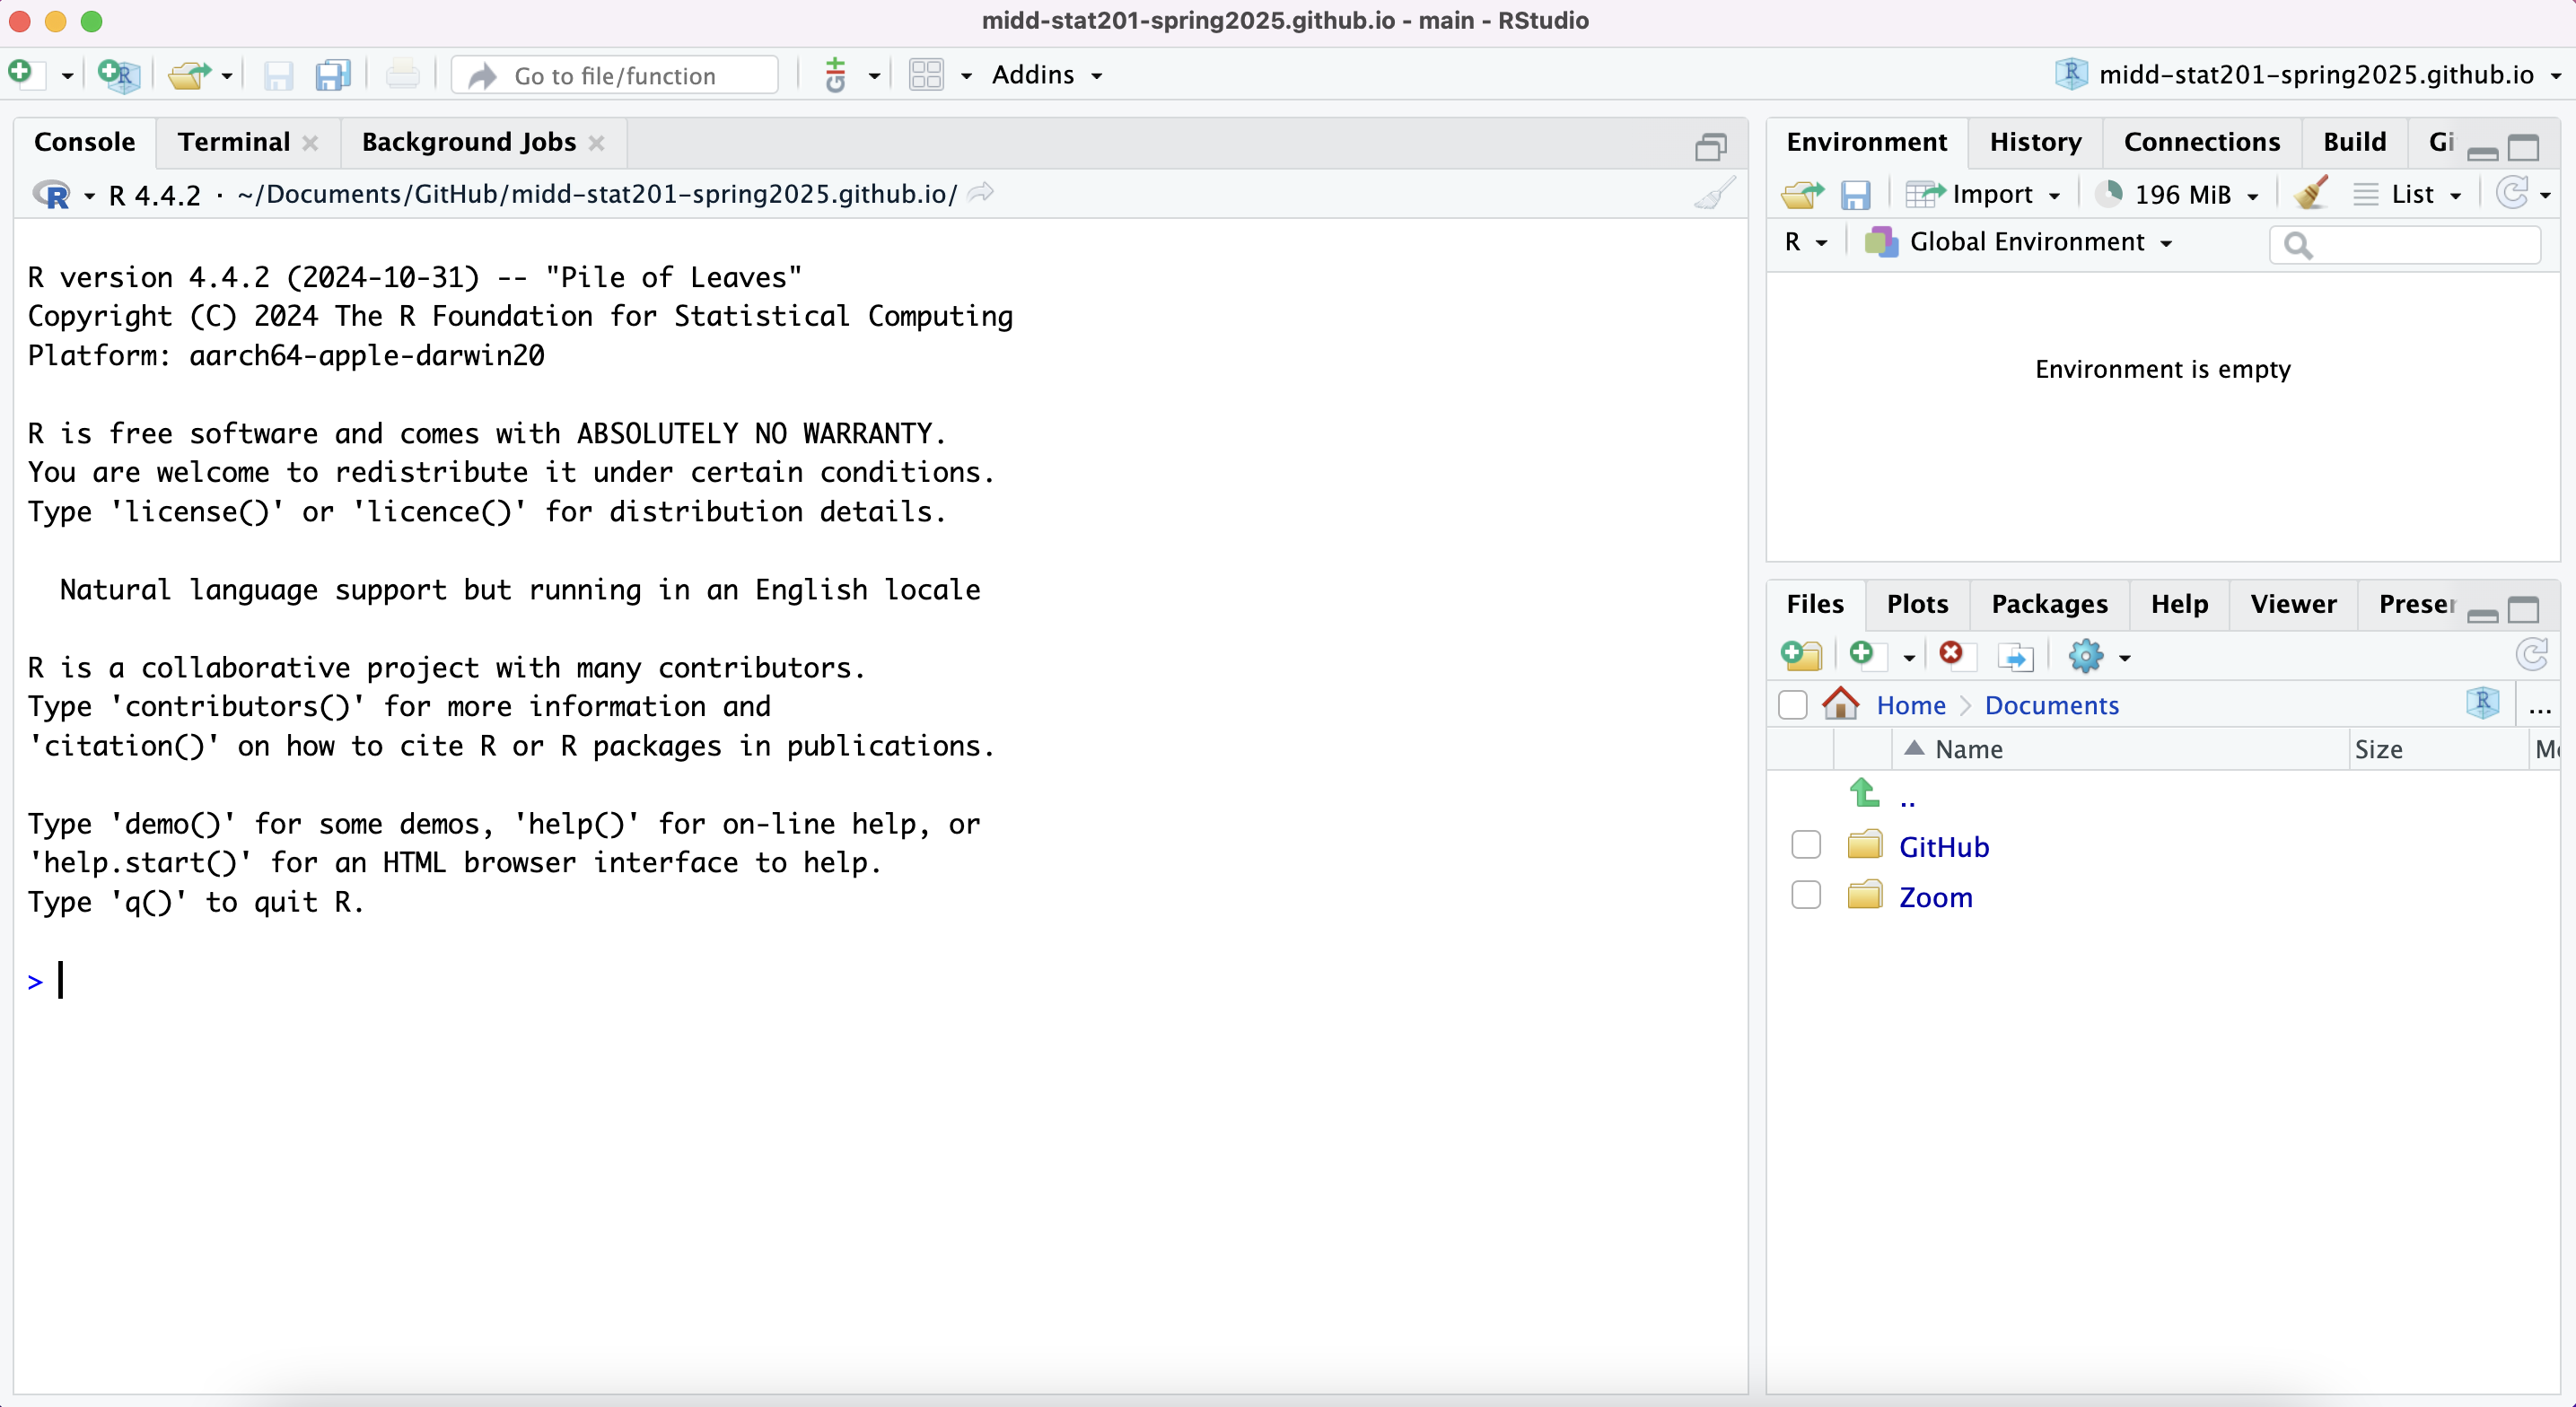 midd-stat201-spring2025.github.io - main - RStudio
Go to file/function
Addins
midd-stat201-spring2025.github.io
Console Terminal Background Jobs
R 4.4.2 · ~/Documents/GitHub/midd-stat201-spring2025.github.io/
R version 4.4.2 (2024-10-31) -- "Pile of Leaves"
Copyright (C) 2024 The R Foundation for Statistical Computing
Platform: aarch64-apple-darwin20
R is free software and comes with ABSOLUTELY NO WARRANTY.
You are welcome to redistribute it under certain conditions.
Type 'license()' or 'licence()' for distribution details.
Natural language support but running in an English locale
R is a collaborative project with many contributors.
Type 'contributors()' for more information and
'citation()' on how to cite R or R packages in publications.
Type 'demo()' for some demos, 'help()' for on-line help, or
'help.start()' for an HTML browser interface to help.
Type 'q()' to quit R.
>
Environment History Connections Build Gi
Import 196 MiB List
R Global Environment
Environment is empty
Files Plots Packages Help Viewer Preser
Home Documents ...
Name Size Mo
..
GitHub
Zoom